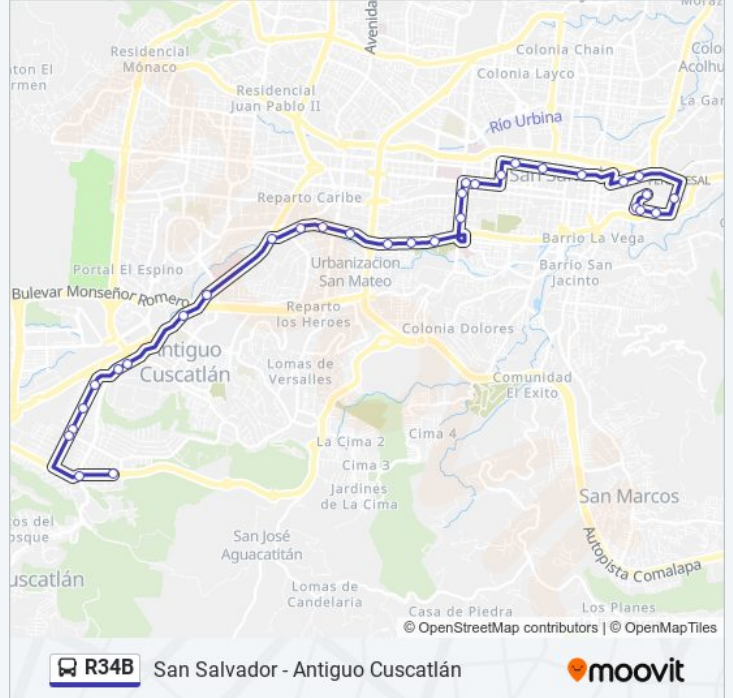 Moraz
Residencial
Mónaco
Avenida
Colonia Chain
Colonia Layco
Colo
Acolhu
nton El
rmen
Residencial
Juan Pablo II
La Gar
Río Urbina
San
ESAL
Reparto Caribe
Barrio La Vega
Portal El Espino
Urbanizacion
San Mateo
Barrio San
Jacinto
Bulevar Monseñor Romero
Reparto
los Heroes
Colonia Dolores
Antiguo
Cuscatlán
Lomas de
Versalles
Comunidad
El Exito
La Cima 2
Cima 4
Cima 3
Jardines
de La Cima
San Marcos
os del
osque
San José
Aguacatitán
Autopista Comalapa
uscatlán
Lomas de
Candelaria
Casa de Piedra
Los Planes
© OpenStreetMap contributors | © OpenMapTiles
R34B San Salvador - Antiguo Cuscatlán
moovit